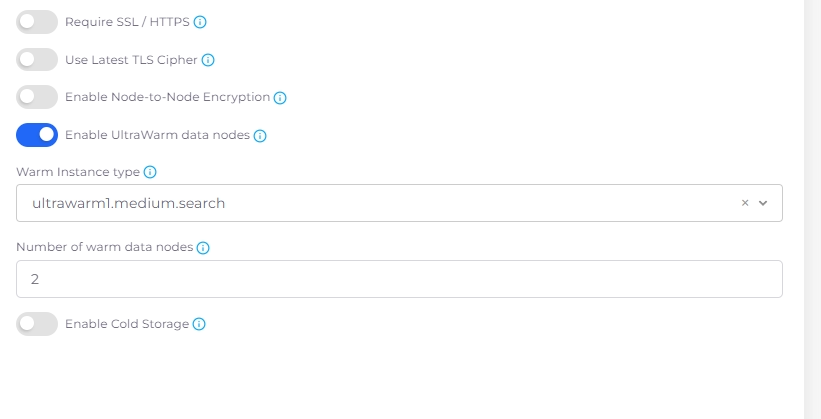 Require SSL / HTTPS
Use Latest TLS Cipher
Enable Node-to-Node Encryption
Enable UltraWarm data nodes
Warm Instance type
ultrawarm1.medium.search
Number of warm data nodes
2
Enable Cold Storage